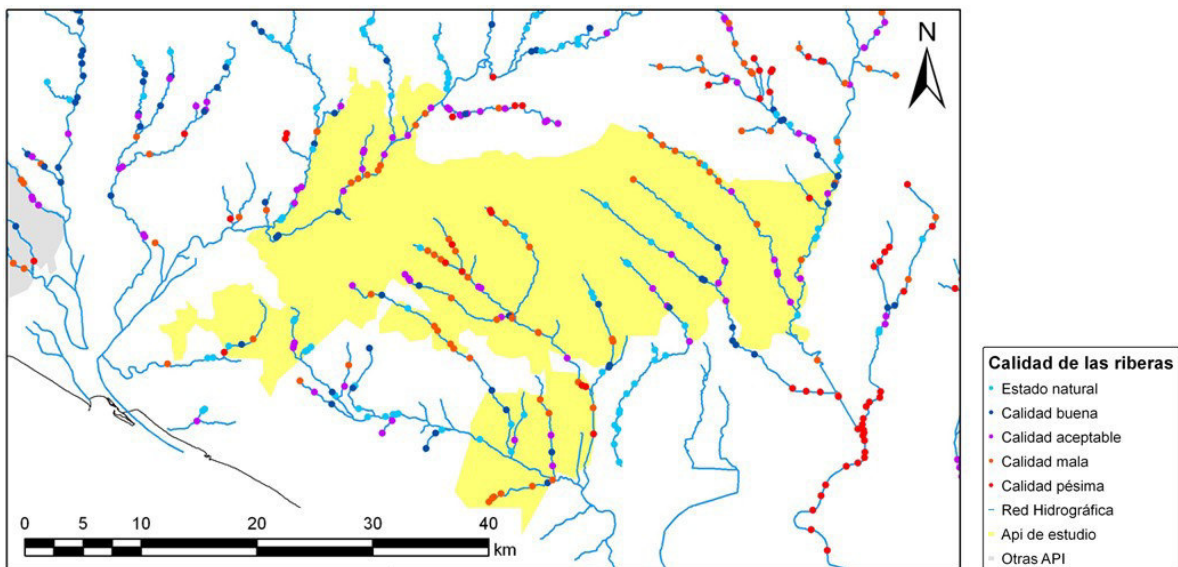 N
0 5 10 20 30 40
km
Calidad de las riberas
Estado natural
Calidad buena
Calidad aceptable
Calidad mala
Calidad pésima
Red Hidrográfica
Api de estudio
Otras API